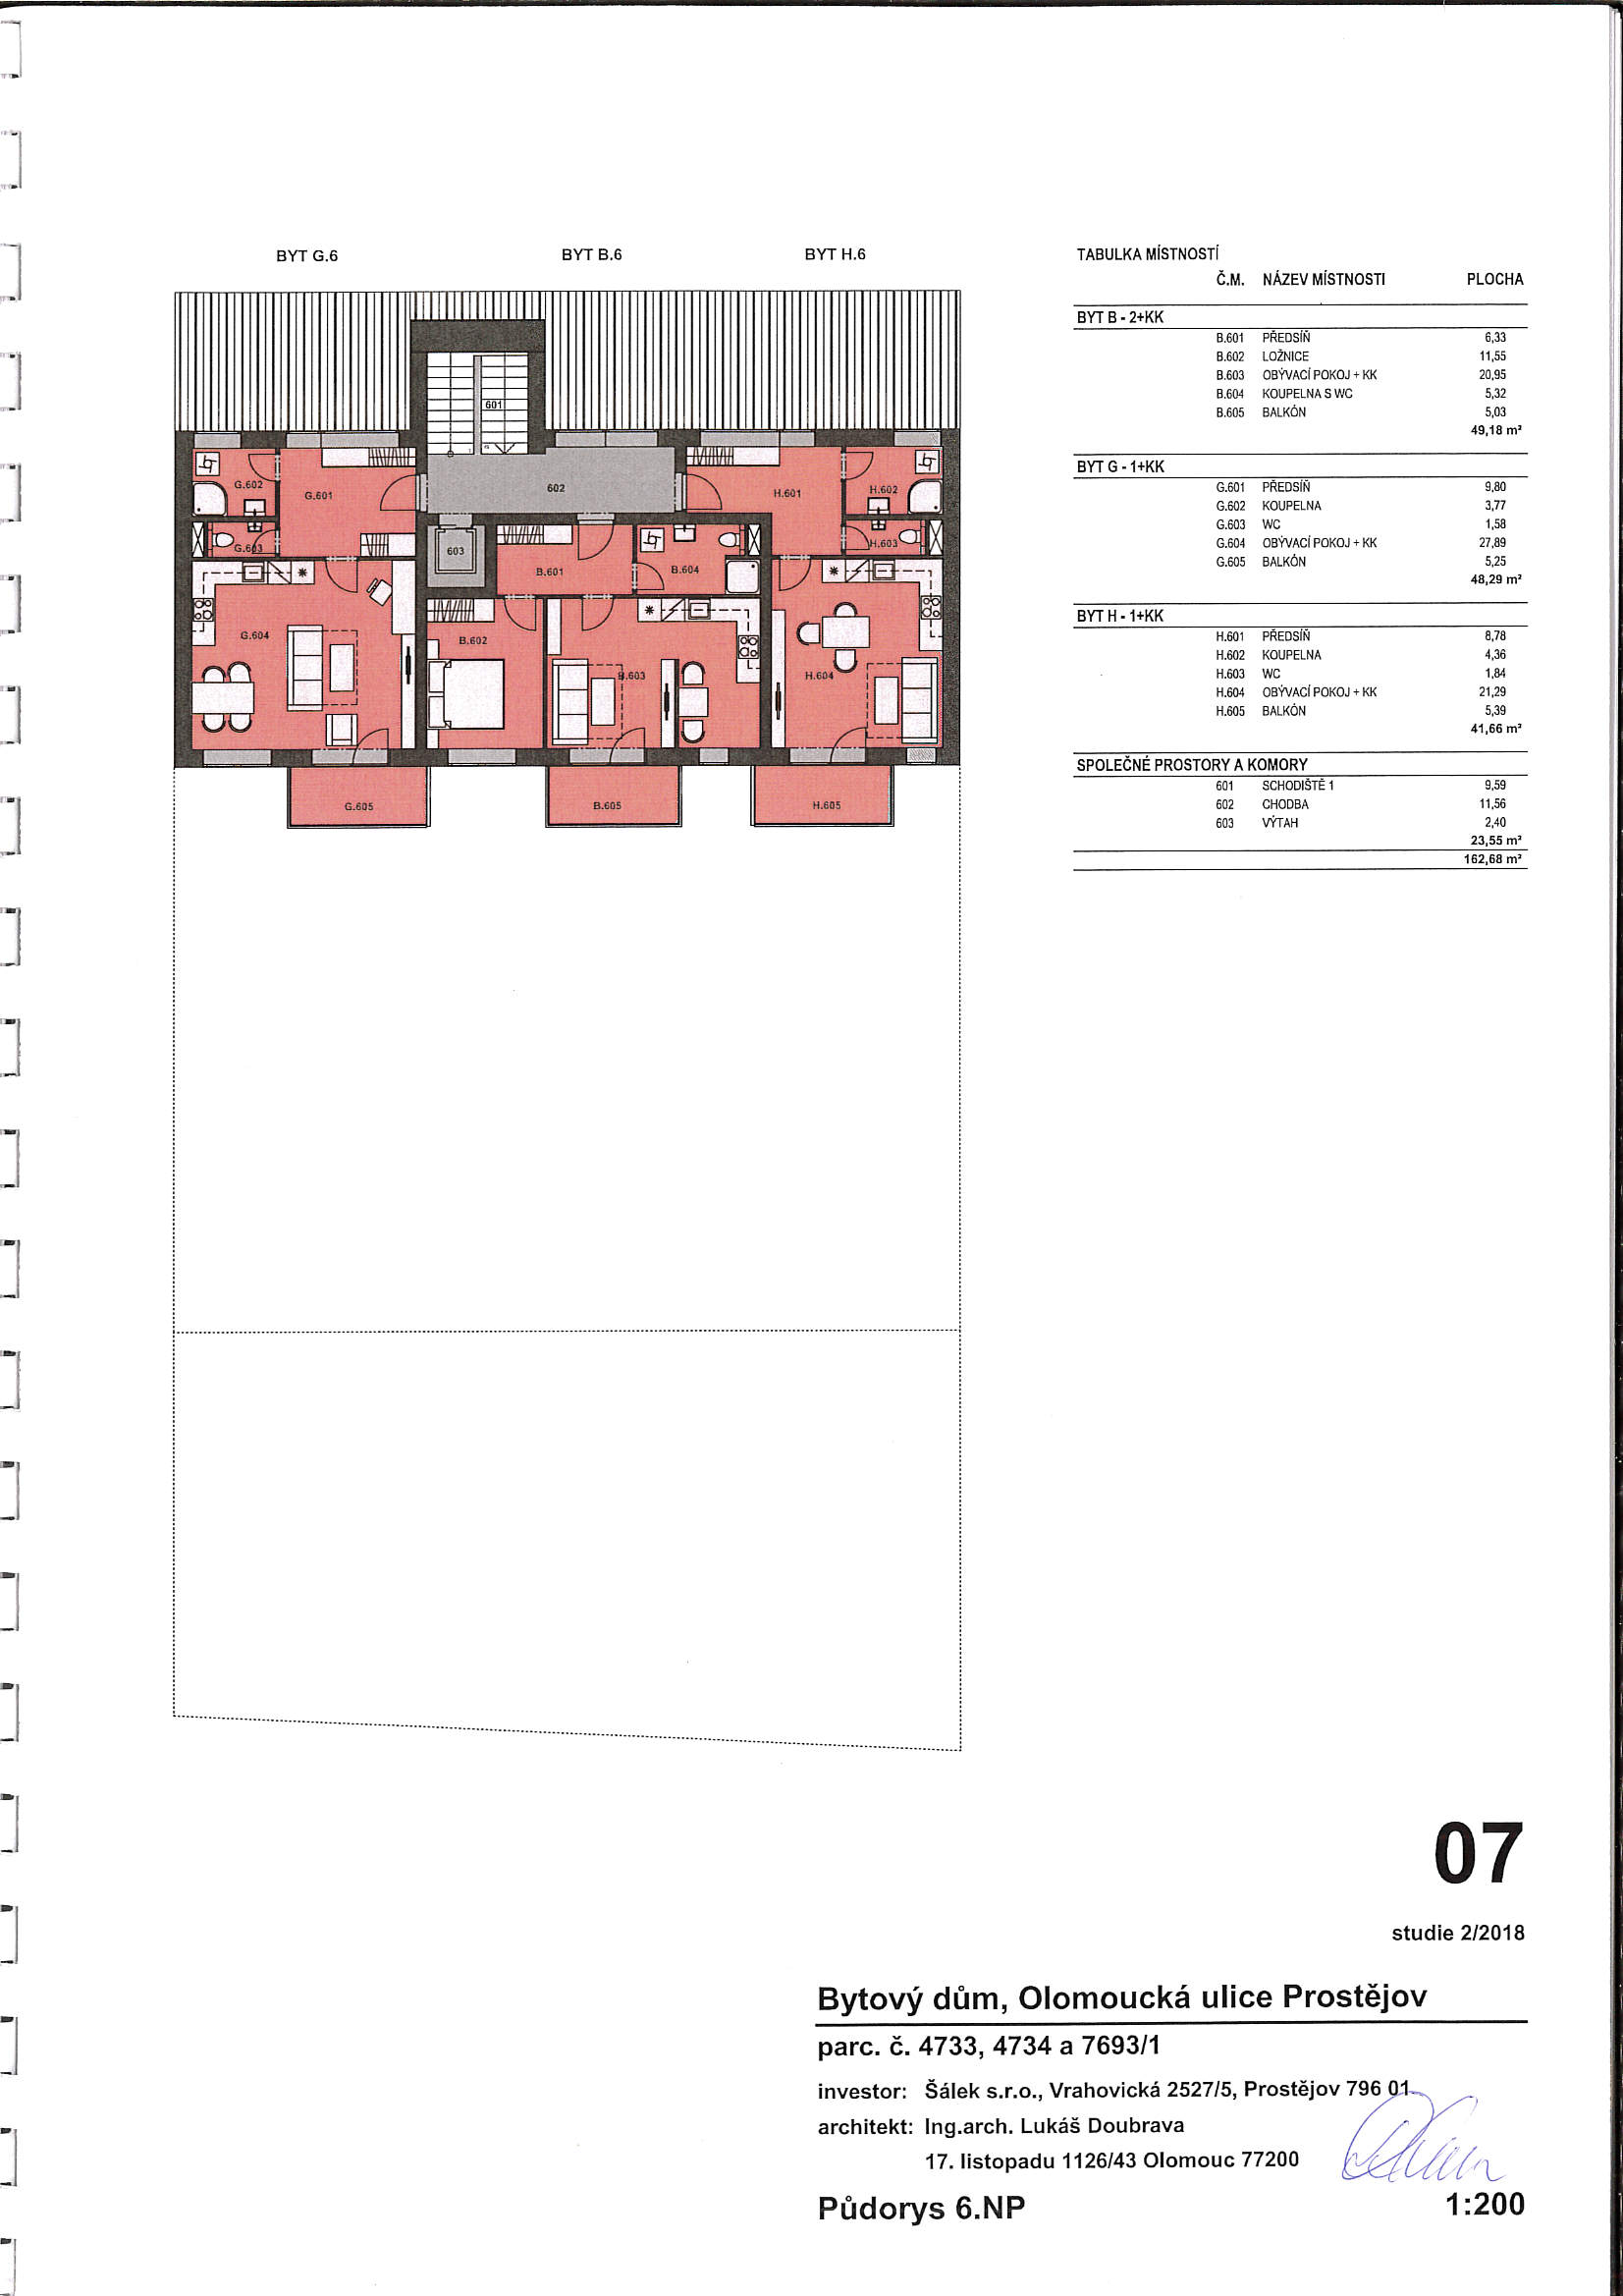 BYT G.6 BYT B.6 BYT H.6
601
602
603
G.601
G.602
G.603
G.604
G.605
B.601
B.602
B.603
B.604
B.605
H.601
H.602
H.603
H.604
H.605
TABULKA MÍSTNOSTÍ
Č.M. NÁZEV MÍSTNOSTI PLOCHA
BYT B - 2+KK
B.601 PŘEDSÍŇ 6,33
B.602 LOŽNICE 11,55
B.603 OBÝVACÍ POKOJ + KK 20,95
B.604 KOUPELNA S WC 5,32
B.605 BALKÓN 5,03
49,18 m²
BYT G - 1+KK
G.601 PŘEDSÍŇ 9,80
G.602 KOUPELNA 3,77
G.603 WC 1,58
G.604 OBÝVACÍ POKOJ + KK 27,89
G.605 BALKÓN 5,25
48,29 m²
BYT H - 1+KK
H.601 PŘEDSÍŇ 8,78
H.602 KOUPELNA 4,36
H.603 WC 1,84
H.604 OBÝVACÍ POKOJ + KK 21,29
H.605 BALKÓN 5,39
41,66 m²
SPOLEČNÉ PROSTORY A KOMORY
601 SCHODIŠTĚ 1 9,59
602 CHODBA 11,56
603 VÝTAH 2,40
23,55 m²
162,68 m²
07
studie 2/2018
Bytový dům, Olomoucká ulice Prostějov
parc. č. 4733, 4734 a 7693/1
investor: Šálek s.r.o., Vrahovická 2527/5, Prostějov 796 01
architekt: Ing.arch. Lukáš Doubrava
17. listopadu 1126/43 Olomouc 77200
Půdorys 6.NP 1:200